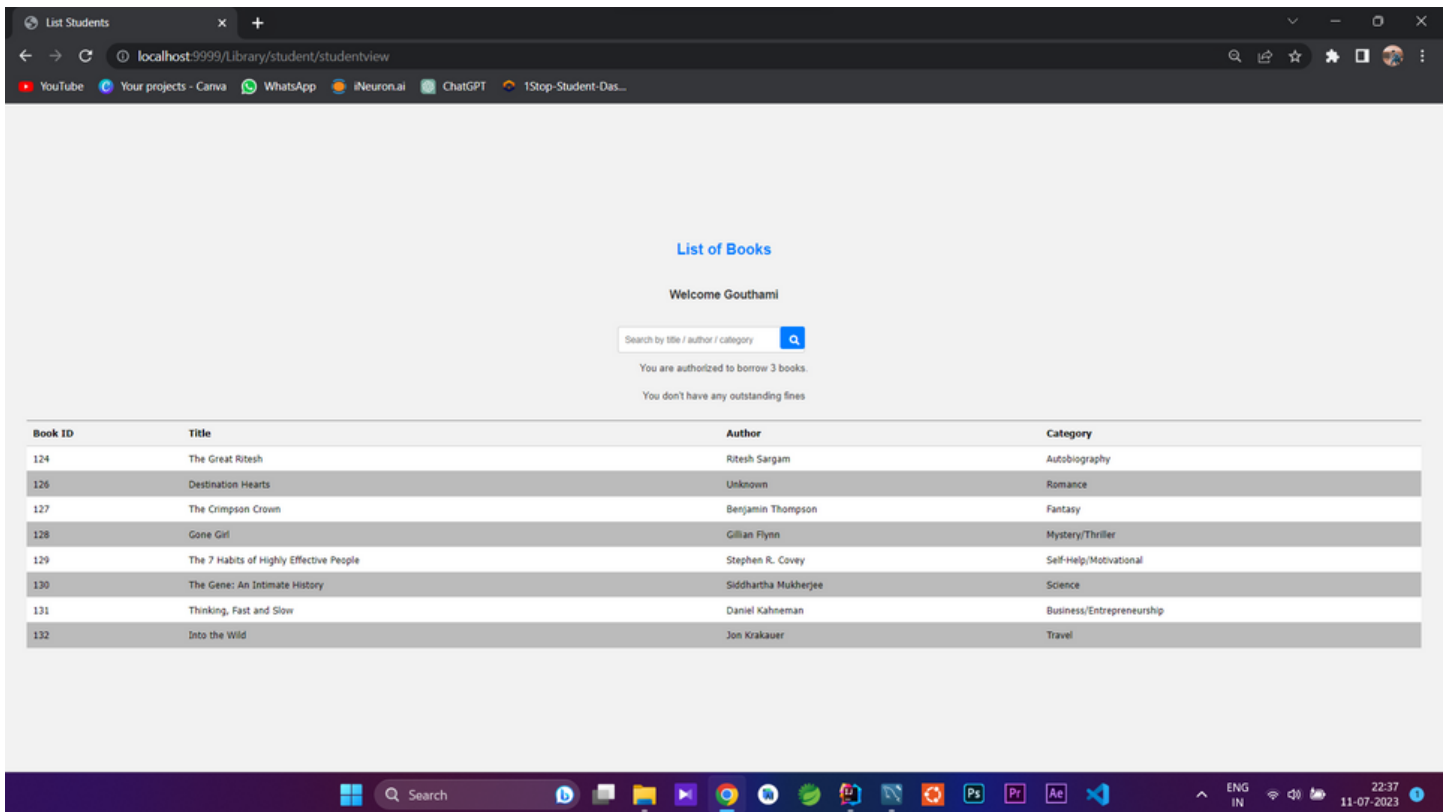 List Students
localhost:9999/Library/student/studentview
YouTube Your projects - Canva WhatsApp iNeuron.ai ChatGPT 1Stop-Student-Das...
List of Books
Welcome Gouthami
Search by title / author / category
You are authorized to borrow 3 books.
You don't have any outstanding fines
Book ID Title Author Category
124 The Great Ritesh Ritesh Sargam Autobiography
126 Destination Hearts Unknown Romance
127 The Crimpson Crown Benjamin Thompson Fantasy
128 Gone Girl Gillian Flynn Mystery/Thriller
129 The 7 Habits of Highly Effective People Stephen R. Covey Self-Help/Motivational
130 The Gene: An Intimate History Siddhartha Mukherjee Science
131 Thinking, Fast and Slow Daniel Kahneman Business/Entrepreneurship
132 Into the Wild Jon Krakauer Travel
Search Ps Pr Ae ENG 22:37
IN 11-07-2023 1